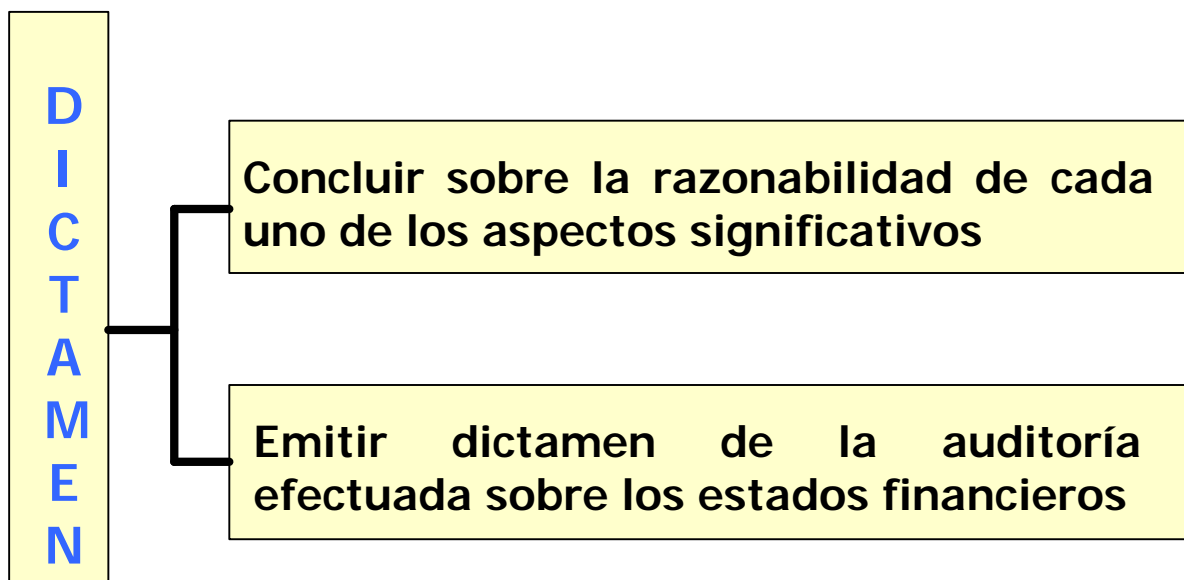 DICTAMEN
Concluir sobre la razonabilidad de cada
uno de los aspectos significativos
Emitir dictamen de la auditoría
efectuada sobre los estados financieros